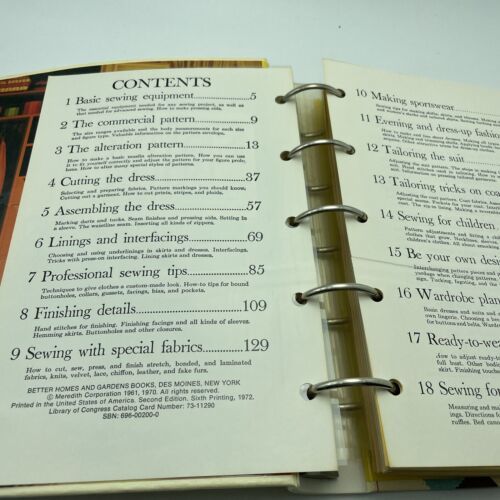 CONTENTS
1 Basic sewing equipment..................5
The essential equipment needed for any sewing project, as well as
that needed for advanced sewing. How to make pressing aids.
2 The commercial pattern..................9
The size ranges available and the body measurements for each size
and figure type. Valuable information on the pattern envelope.
3 The alteration pattern..................13
How to make a basic muslin alteration pattern. How you can use
it to fit yourself correctly and adjust the pattern for your figure prob-
lems. How to alter many special styles of patterns.
4 Cutting the dress..................37
Selecting and preparing fabrics. Pattern markings you should know.
Cutting out a garment. How to cut prints, stripes, and plaids.
5 Assembling the dress..................57
Marking darts and tucks. Seam finishes and pressing aids. Setting in
a sleeve. The waistline seam. Inserting all kinds of zippers.
6 Linings and interfacings..................69
Choosing and using underlinings in skirts and dresses. Interfacings.
Tricks with press-on interfacing. Lining skirts and dresses.
7 Professional sewing tips..................85
Techniques to give clothes a custom-made look. How-to tips for bound
buttonholes, collars, gussets, facings, bias, and pockets.
8 Finishing details..................109
Hand stitches for finishing. Finishing facings and all kinds of sleeves.
Hemming skirts. Buttonholes and other closures.
9 Sewing with special fabrics..................129
How to cut, sew, press, and finish stretch, bonded, and laminated
fabrics, knits, velvet, lace, chiffon, leather, and fake furs.
BETTER HOMES AND GARDENS BOOKS, DES MOINES, NEW YORK
© Meredith Corporation 1961, 1970. All rights reserved.
Printed in the United States of America. Second Edition. Sixth Printing, 1972.
Library of Congress Catalog Card Number: 73-11290
SBN: 696-00200-0
10 Making sportswear
11 Evening and dress-up fashio
12 Tailoring the suit
13 Tailoring tricks on co
14 Sewing for children
15 Be your own desi
16 Wardrobe plan
17 Ready-to-wea
18 Sewing fo